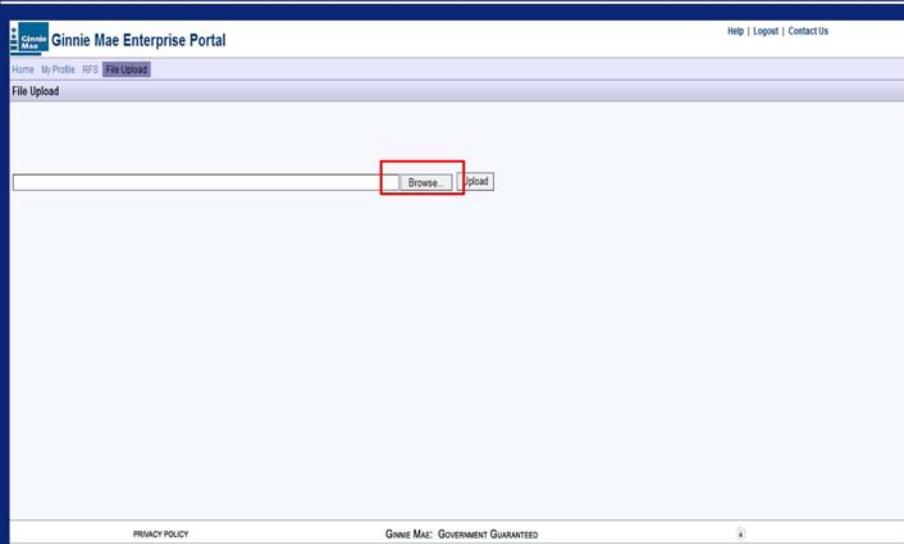 Ginnie Mae
Ginnie Mae Enterprise Portal
Help | Logout | Contact Us
Home My Profile RFS File Upload
File Upload
Browse... Upload
PRIVACY POLICY
GINNIE MAE: GOVERNMENT GUARANTEED